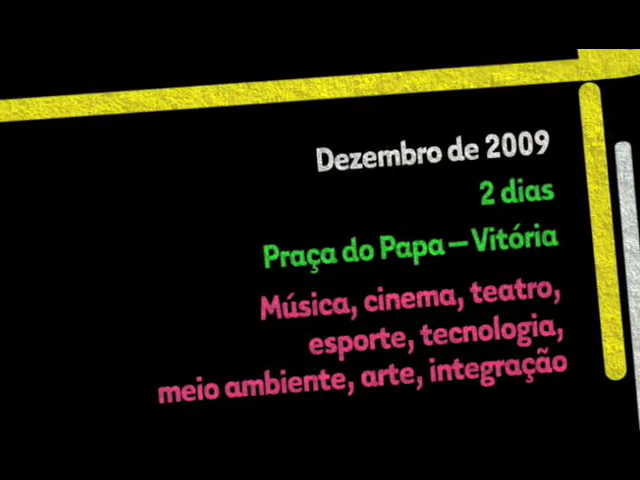 Dezembro de 2009
2 dias
Praça do Papa – Vitória
Música, cinema, teatro,
esporte, tecnologia,
meio ambiente, arte, integração